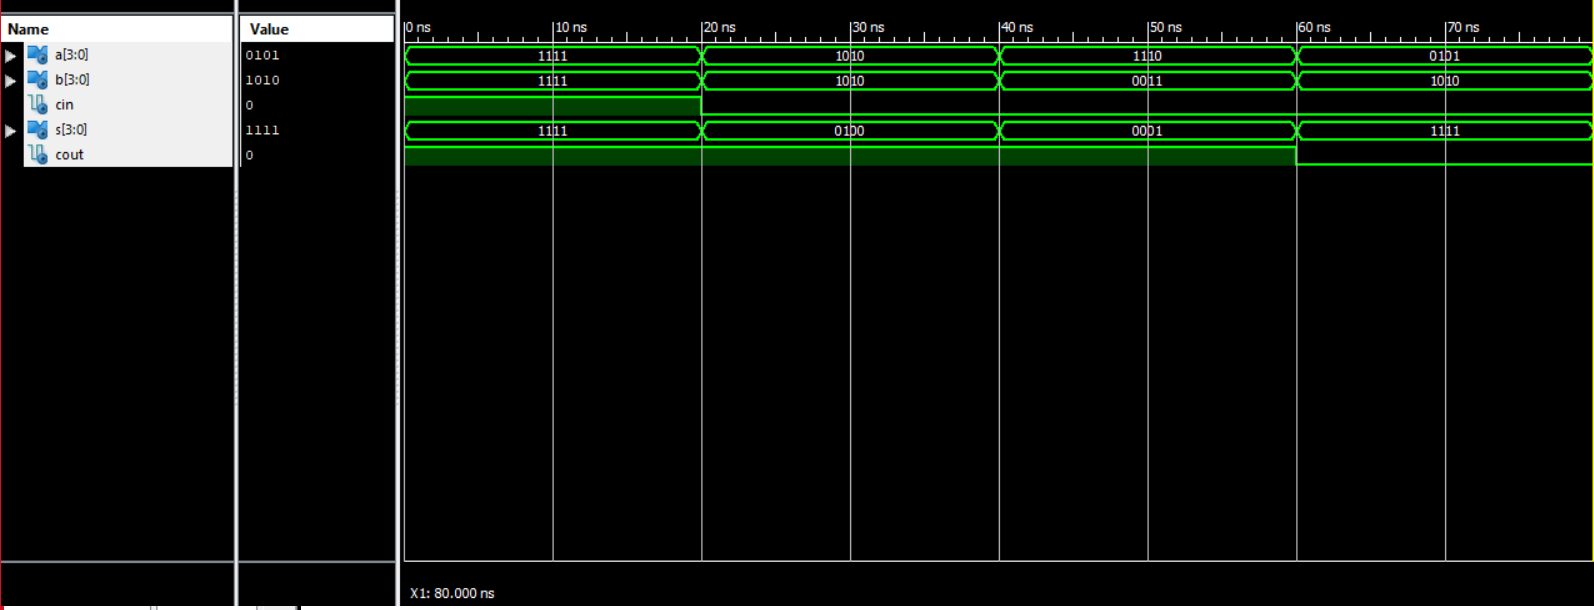 Name Value 0 ns 10 ns 20 ns 30 ns 40 ns 50 ns 60 ns 70 ns
a[3:0] 0101 1111 1010 1110 0101
b[3:0] 1010 1111 1010 0011 1010
cin 0
s[3:0] 1111 1111 0100 0001 1111
cout 0
X1: 80.000 ns